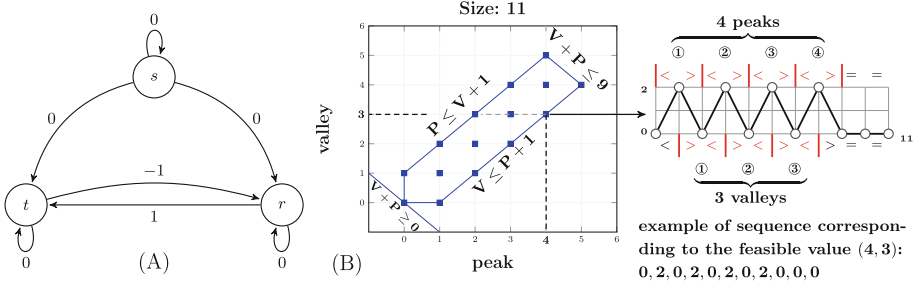 0
s
0
0
-1
t
r
1
0
0
(A)
Size: 11
6
5
4
3
2
1
0
valley
P ≤ V+1
V + P ≤ 9
V ≤ P+1
V + P ≥ 0
0 1 2 3 4 5 6
peak
(B)
4 peaks
① ② ③ ④
< > < > < > < > = =
2
0
11
< > < > < > < > = =
① ② ③
3 valleys
example of sequence correspon-
ding to the feasible value (4, 3):
0, 2, 0, 2, 0, 2, 0, 2, 0, 0, 0